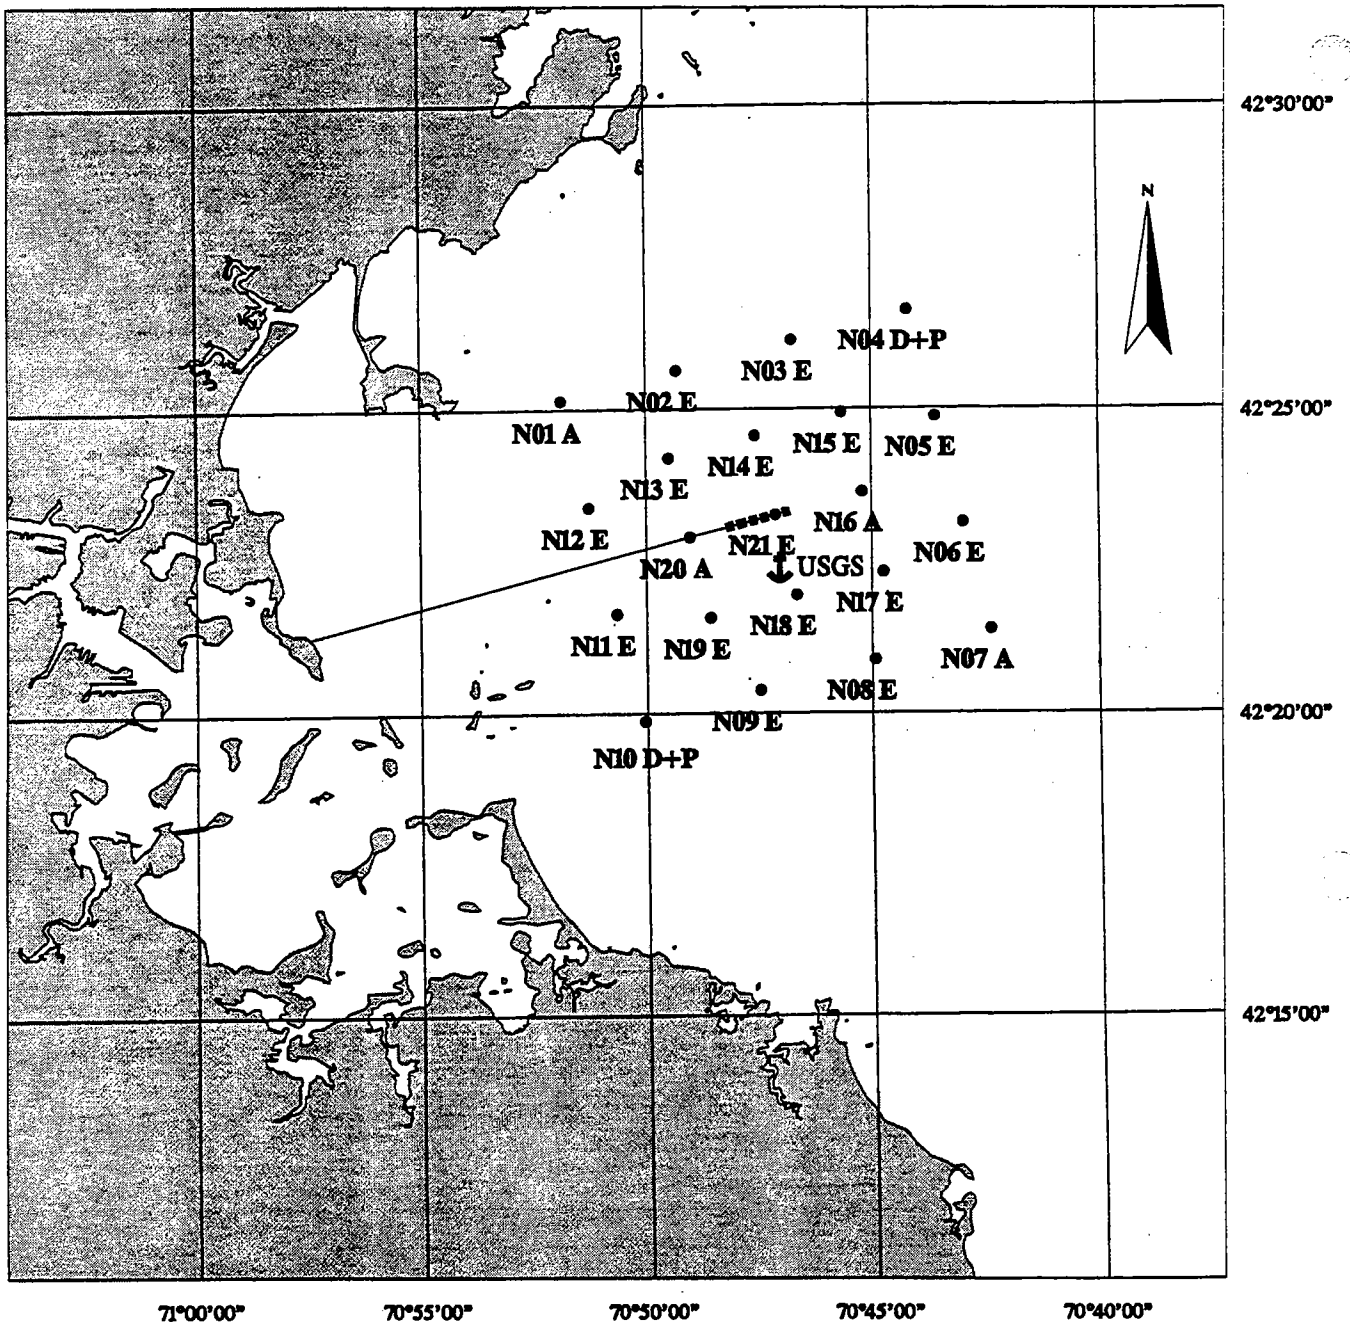 42°30'00"
N
N04 D+P
N03 E
N02 E
42°25'00"
N01 A
N15 E
N05 E
N14 E
N13 E
N16 A
N12 E
N21 E
N06 E
N20 A
USGS
N17 E
N18 E
N11 E
N19 E
N07 A
N08 E
42°20'00"
N09 E
N10 D+P
42°15'00"
71°00'00" 70°55'00" 70°50'00" 70°45'00" 70°40'00"